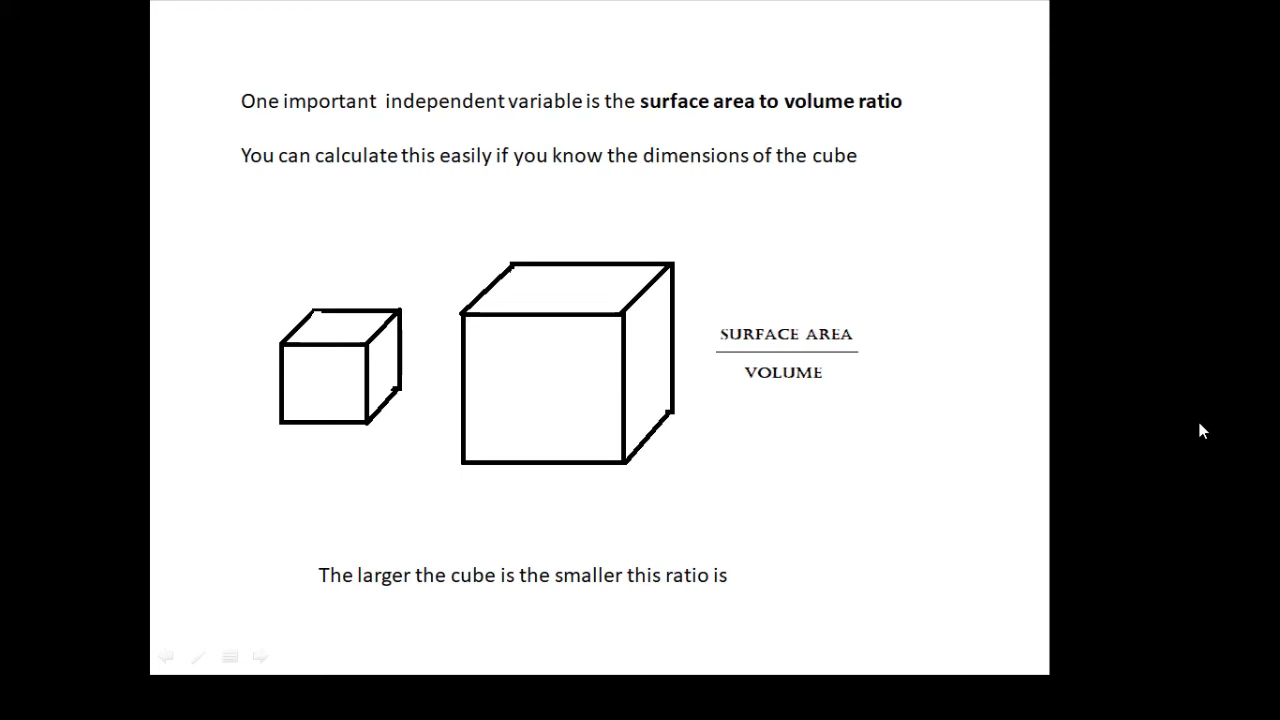 One important independent variable is the surface area to volume ratio
You can calculate this easily if you know the dimensions of the cube
SURFACE AREA
VOLUME
The larger the cube is the smaller this ratio is